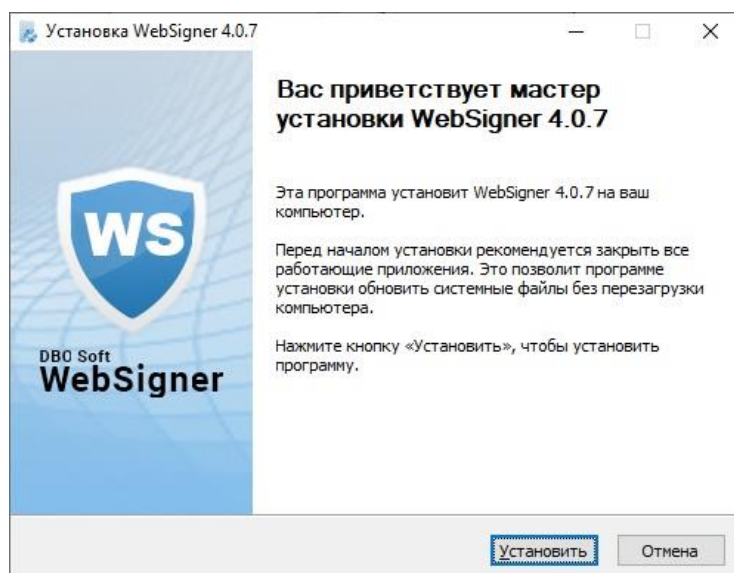 Установка WebSigner 4.0.7
Вас приветствует мастер
установки WebSigner 4.0.7
Эта программа установит WebSigner 4.0.7 на ваш
компьютер.
Перед началом установки рекомендуется закрыть все
работающие приложения. Это позволит программе
установки обновить системные файлы без перезагрузки
компьютера.
Нажмите кнопку «Установить», чтобы установить
программу.
WS
DBO Soft
WebSigner
Установить
Отмена